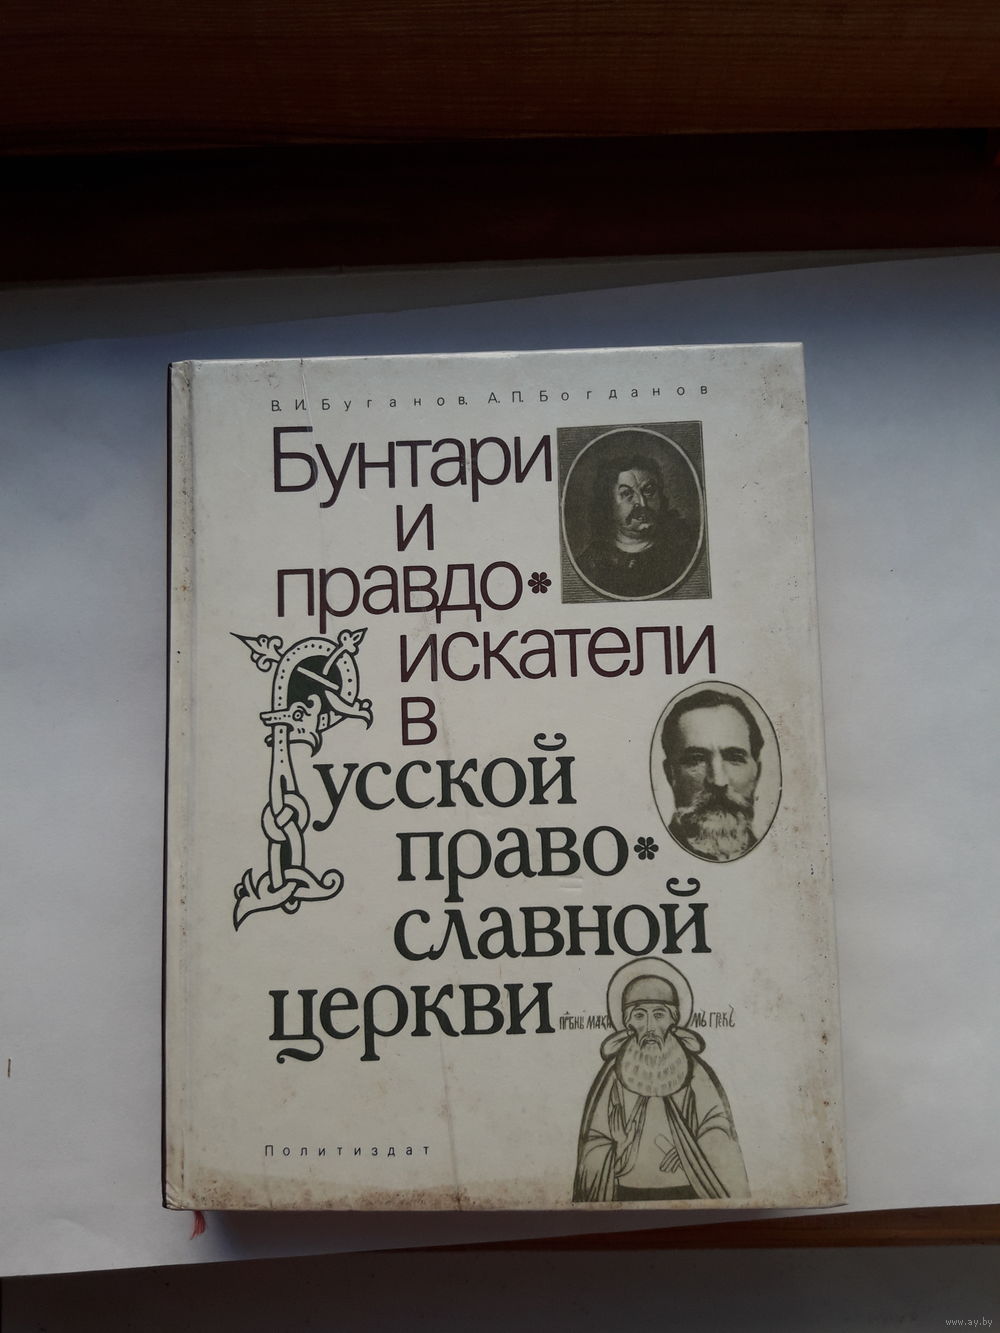 В. И. Буганов. А. П. Богданов
Бунтари
и
правдо*
искатели
в
Русской
право*
славной
церкви
Политиздат
www.ay.by